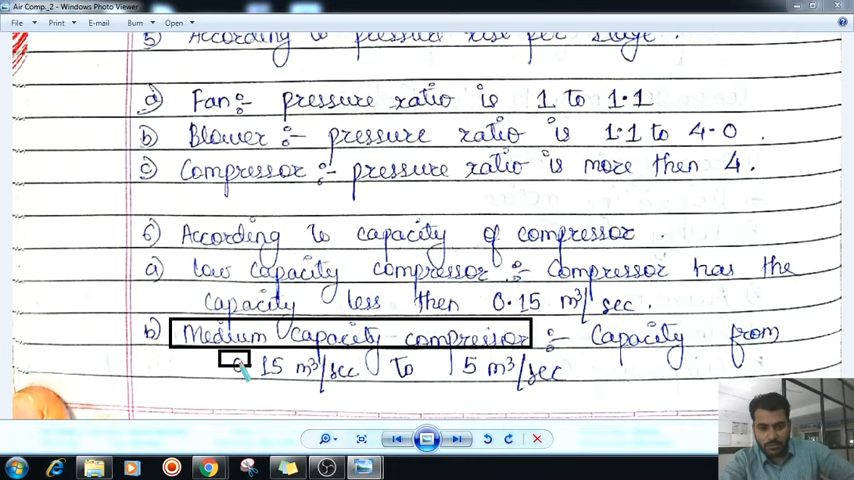 Air Comp._2 - Windows Photo Viewer
File Print E-mail Burn Open
5) According to pressure rise per stage.
a) Fan :- pressure ratio is 1 to 1.1
b) Blower :- pressure ratio is 1.1 to 4.0.
c) Compressor :- pressure ratio is more then 4.
6) According to capacity of compressor.
a) low capacity compressor :- Compressor has the
capacity less then 0.15 m³/sec.
b) Medium capacity compressor :- Capacity from
0 15 m³/sec to 5 m³/sec